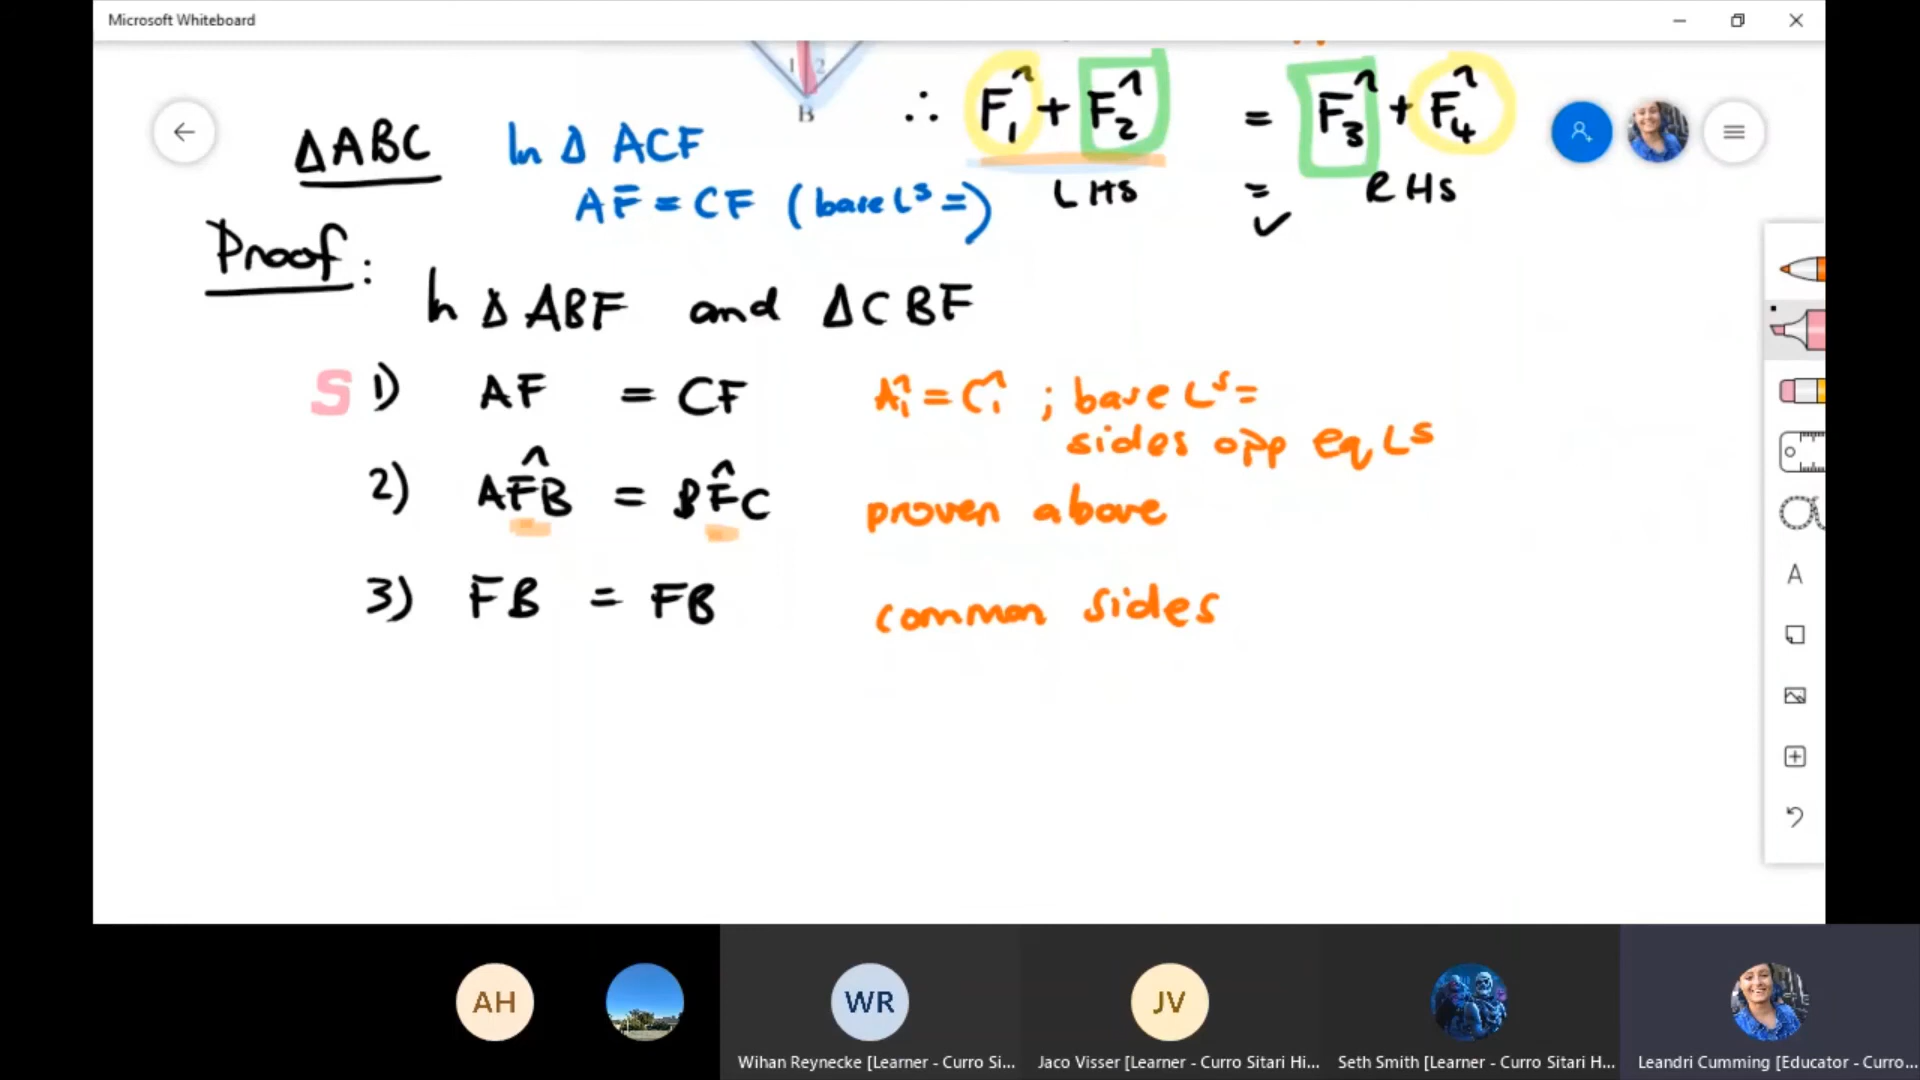 Microsoft Whiteboard
1 2
B
∴ F̂₁ + F̂₂ = F̂₃ + F̂₄
LHS = RHS
✓
ΔABC
In Δ ACF
AF = CF (base ∠s =)
Proof:
In Δ ABF and ΔCBF
S 1) AF = CF Â₁ = Ĉ₁ ; base ∠s =
sides opp eq ∠s
2) AF̂B = BF̂C proven above
3) FB = FB common sides
A
AH
WR
JV
Wihan Reynecke [Learner - Curro Si...
Jaco Visser [Learner - Curro Sitari Hi...
Seth Smith [Learner - Curro Sitari H...
Leandri Cumming [Educator - Curro...